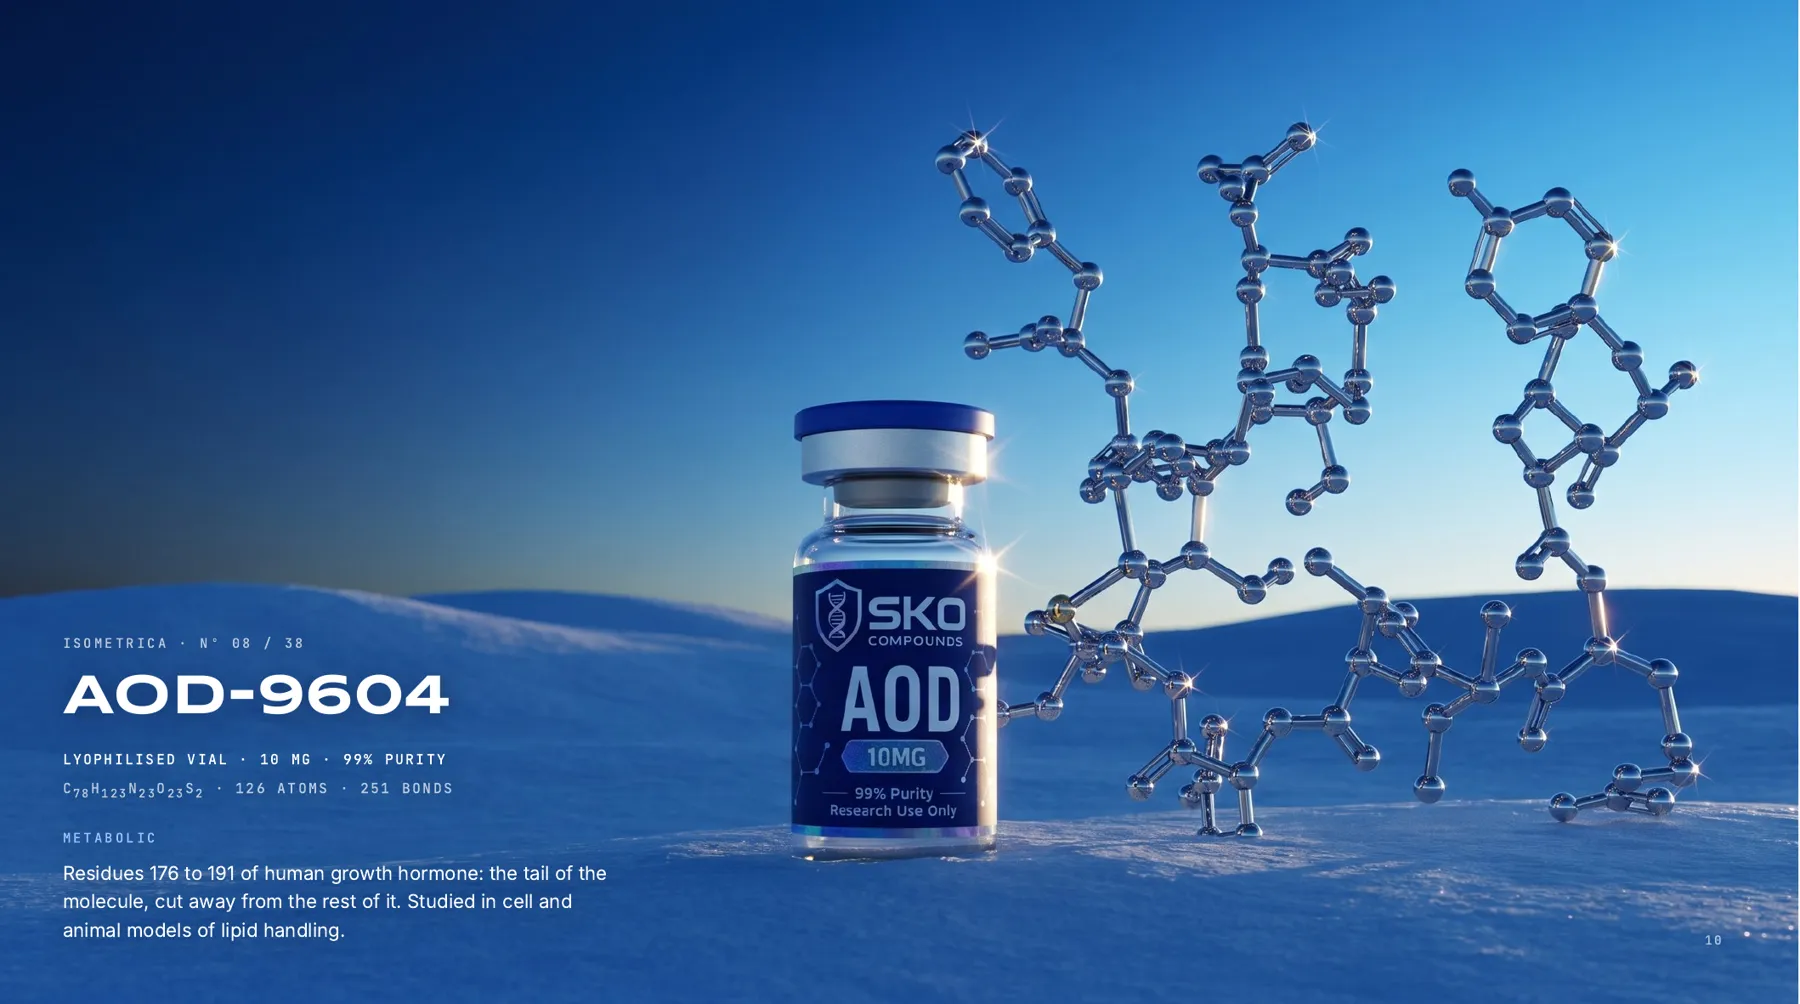 ISOMETRICA · N° 08 / 38
AOD-9604
LYOPHILISED VIAL · 10 MG · 99% PURITY
C₇₈H₁₂₃N₂₃O₂₃S₂ · 126 ATOMS · 251 BONDS
METABOLIC
Residues 176 to 191 of human growth hormone: the tail of the
molecule, cut away from the rest of it. Studied in cell and
animal models of lipid handling.
SKO
COMPOUNDS
AOD
10MG
99% Purity
Research Use Only
10